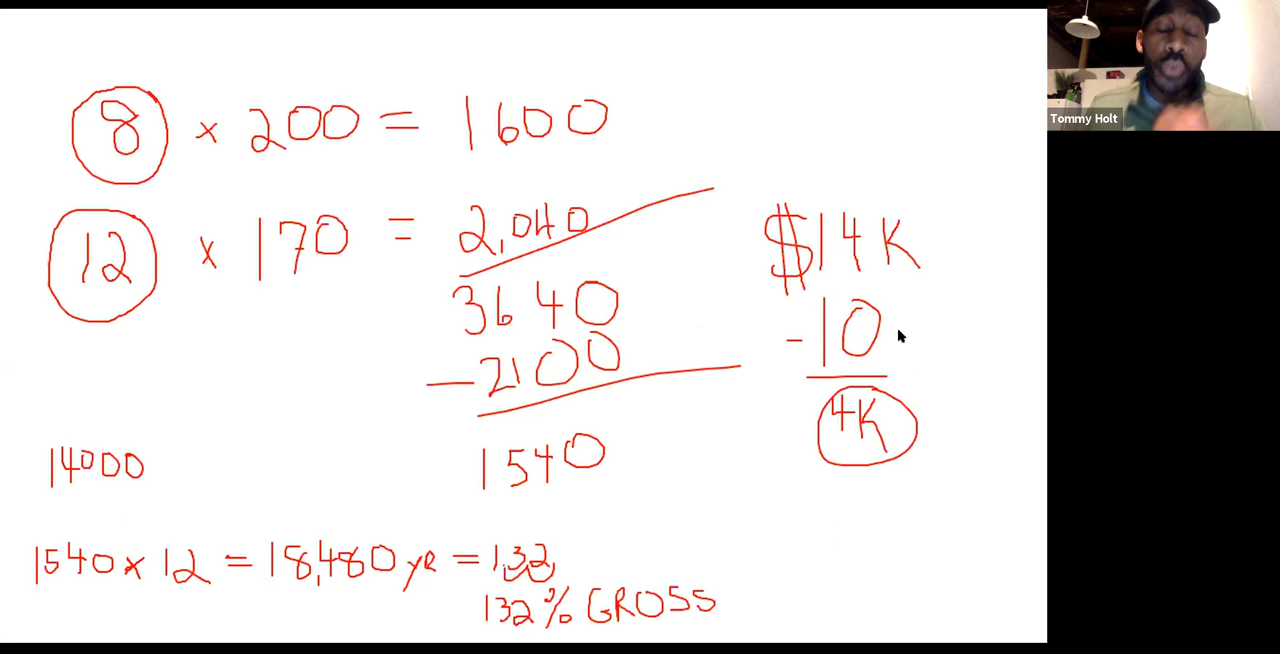 8 × 200 = 1600
12 × 170 = 2,040
3640
- 2100
1540
$14K
- 10
4K
14000
1540 × 12 = 18,480 yR = 1.32
132% GROSS
Tommy Holt